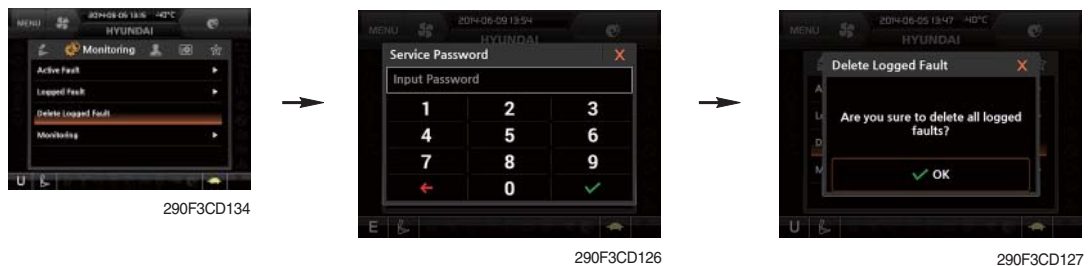 MENU
2014-06-05 13:15 -40°C
HYUNDAI
Monitoring
Active Fault
Logged Fault
Delete Logged Fault
Monitoring
U
290F3CD134
2014-06-09 13:54
MENU
HYUNDAI
Service Password X
Input Password
1 2 3
4 5 6
7 8 9
0
E
290F3CD126
2014-06-05 13:47 -40°C
MENU
HYUNDAI
Delete Logged Fault X
A
L
D
M
Are you sure to delete all logged
faults?
OK
U
290F3CD127